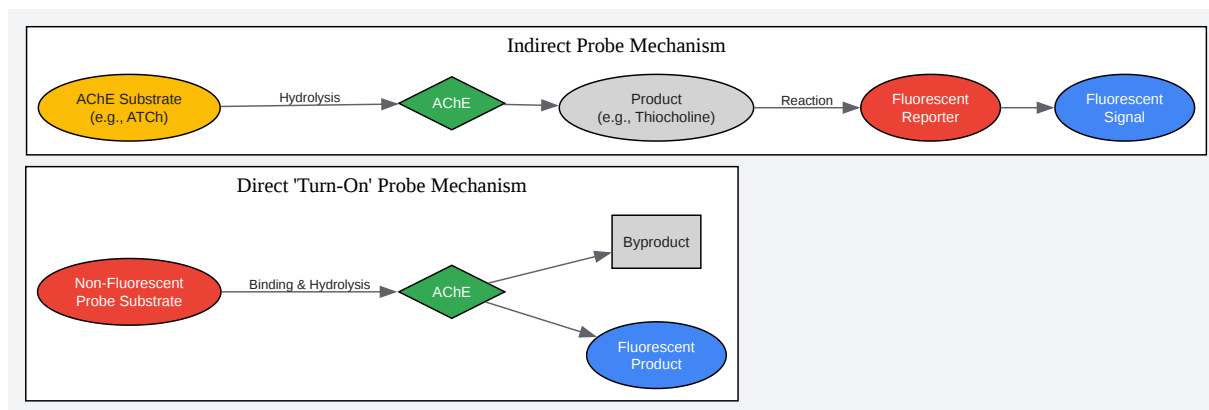 Indirect Probe Mechanism
AChE Substrate
(e.g., ATCh)
Hydrolysis
AChE
Product
(e.g., Thiocholine)
Reaction
Fluorescent
Reporter
Fluorescent
Signal
Direct 'Turn-On' Probe Mechanism
Non-Fluorescent
Probe Substrate
Binding & Hydrolysis
AChE
Byproduct
Fluorescent
Product